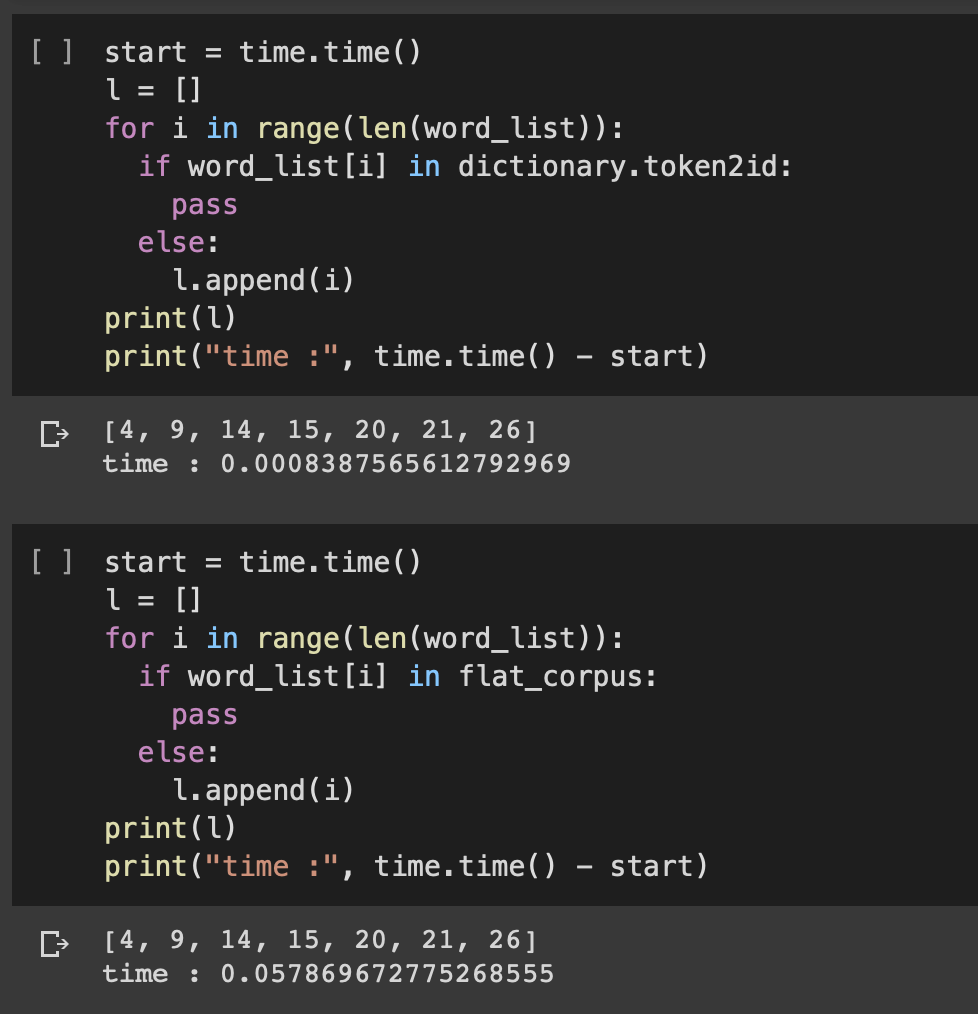 [ ] start = time.time()
l = []
for i in range(len(word_list)):
  if word_list[i] in dictionary.token2id:
    pass
  else:
    l.append(i)
print(l)
print("time :", time.time() - start)
[4, 9, 14, 15, 20, 21, 26]
time : 0.0008387565612792969
[ ] start = time.time()
l = []
for i in range(len(word_list)):
  if word_list[i] in flat_corpus:
    pass
  else:
    l.append(i)
print(l)
print("time :", time.time() - start)
[4, 9, 14, 15, 20, 21, 26]
time : 0.057869672775268555